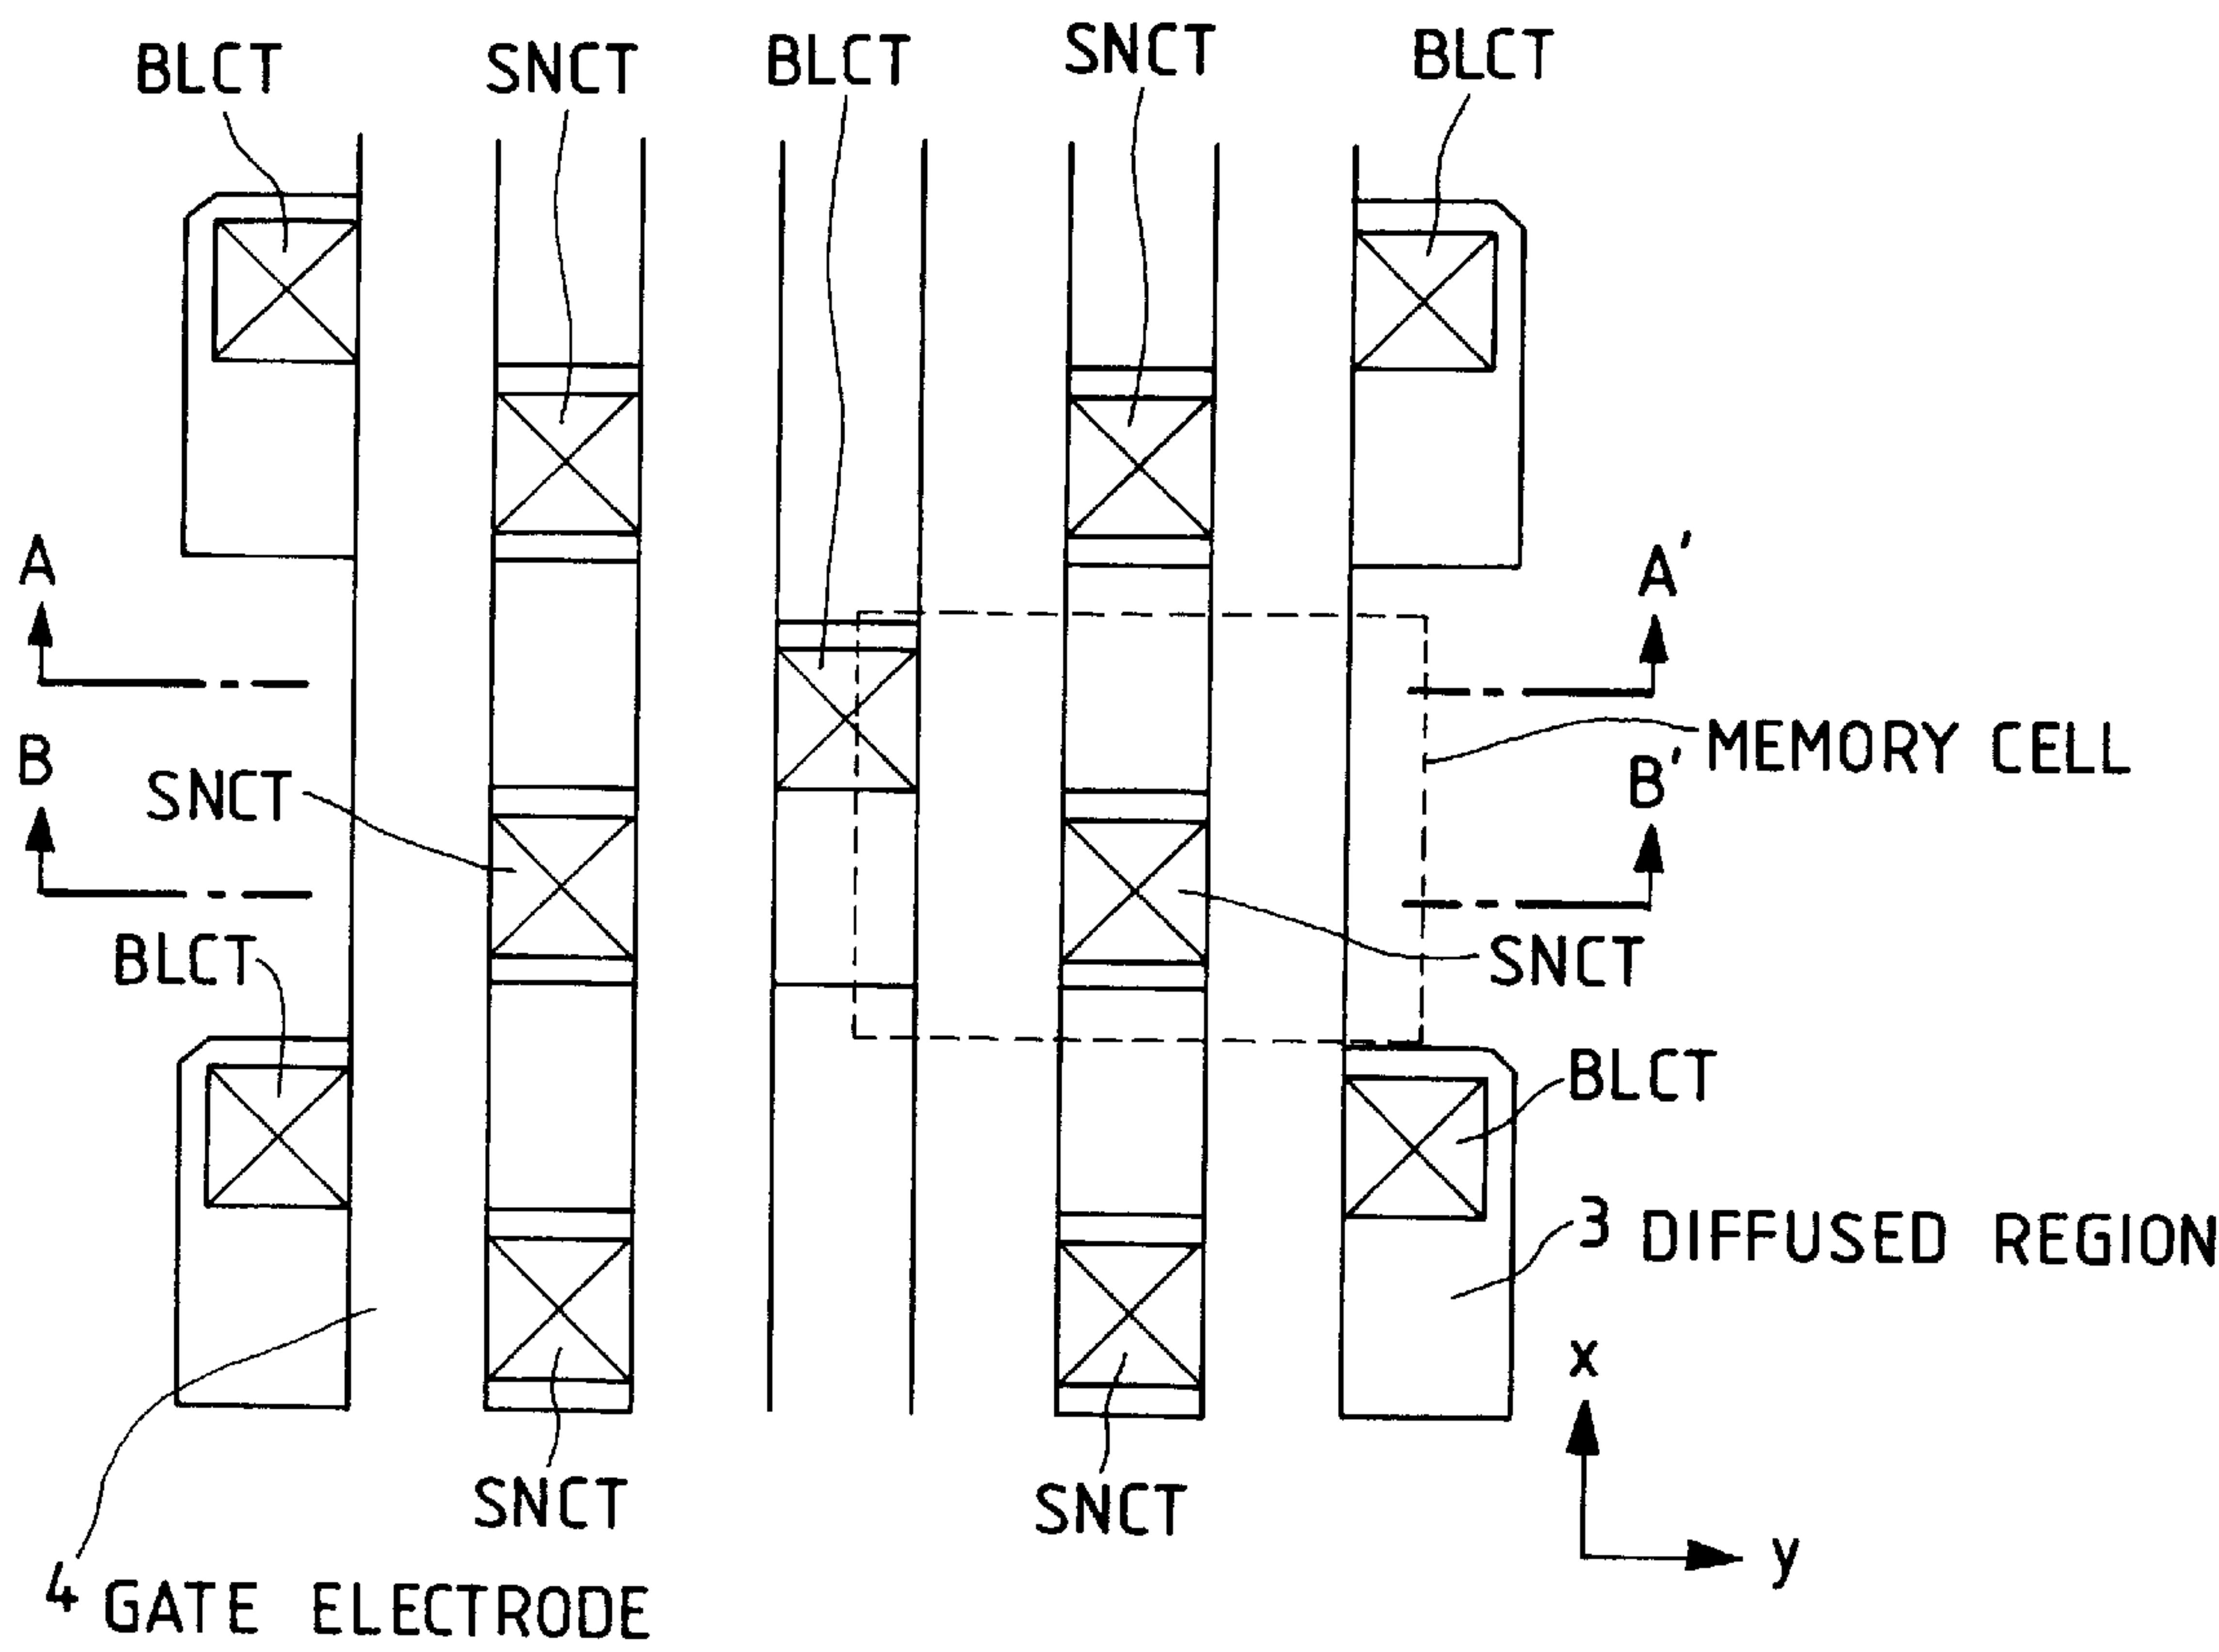 BLCT
SNCT
BLCT
SNCT
BLCT
A
A'
B
MEMORY CELL
B'
SNCT
BLCT
SNCT
BLCT
3 DIFFUSED REGION
x
SNCT
SNCT
y
4 GATE ELECTRODE